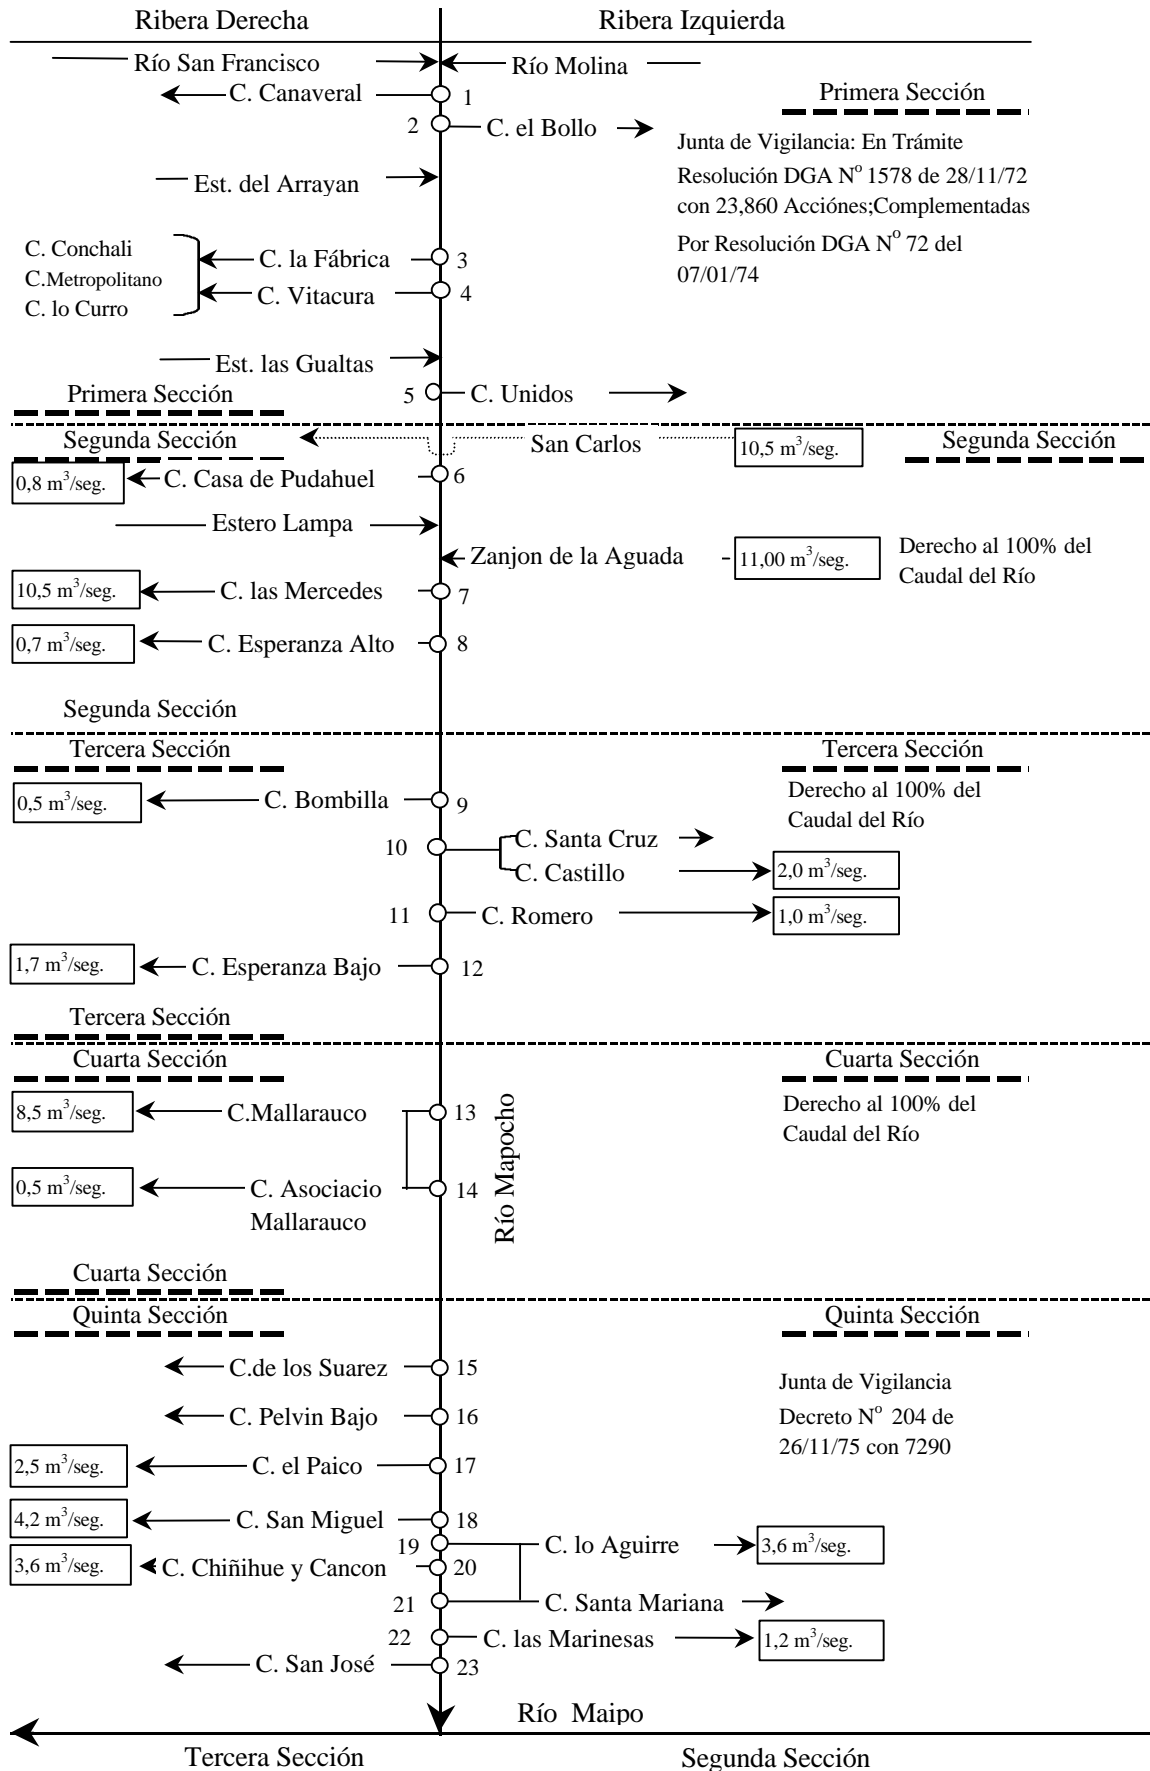 Ribera Derecha
Ribera Izquierda
Río San Francisco
Río Molina
C. Canaveral
1
Primera Sección
2
C. el Bollo
Junta de Vigilancia: En Trámite
Resolución DGA Nº 1578 de 28/11/72
con 23,860 Acciónes;Complementadas
Por Resolución DGA Nº 72 del
07/01/74
Est. del Arrayan
C. Conchali
C.Metropolitano
C. lo Curro
C. la Fábrica
3
C. Vitacura
4
Est. las Gualtas
Primera Sección
5
C. Unidos
Segunda Sección
San Carlos
10,5 m³/seg.
Segunda Sección
0,8 m³/seg.
C. Casa de Pudahuel
6
Estero Lampa
Zanjon de la Aguada
11,00 m³/seg.
Derecho al 100% del
Caudal del Río
10,5 m³/seg.
C. las Mercedes
7
0,7 m³/seg.
C. Esperanza Alto
8
Segunda Sección
Tercera Sección
Tercera Sección
Derecho al 100% del
Caudal del Río
0,5 m³/seg.
C. Bombilla
9
10
C. Santa Cruz
C. Castillo
2,0 m³/seg.
11
C. Romero
1,0 m³/seg.
1,7 m³/seg.
C. Esperanza Bajo
12
Tercera Sección
Cuarta Sección
Cuarta Sección
Derecho al 100% del
Caudal del Río
8,5 m³/seg.
C.Mallarauco
13
Río Mapocho
0,5 m³/seg.
C. Asociacio
Mallarauco
14
Cuarta Sección
Quinta Sección
Quinta Sección
C.de los Suarez
15
Junta de Vigilancia
Decreto Nº 204 de
26/11/75 con 7290
C. Pelvin Bajo
16
2,5 m³/seg.
C. el Paico
17
4,2 m³/seg.
C. San Miguel
18
19
C. lo Aguirre
3,6 m³/seg.
3,6 m³/seg.
C. Chiñihue y Cancon
20
21
C. Santa Mariana
22
C. las Marinesas
1,2 m³/seg.
C. San José
23
Río Maipo
Tercera Sección
Segunda Sección